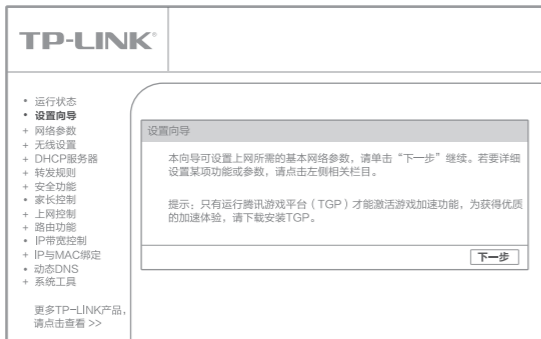 TP-LINK®
• 运行状态
• 设置向导
+ 网络参数
+ 无线设置
+ DHCP服务器
+ 转发规则
+ 安全功能
• 家长控制
+ 上网控制
+ 路由功能
• IP带宽控制
+ IP与MAC绑定
• 动态DNS
+ 系统工具
更多TP-LINK产品,
请点击查看 >>
设置向导
本向导可设置上网所需的基本网络参数，请单击“下一步”继续。若要详细
设置某项功能或参数，请点击左侧相关栏目。
提示：只有运行腾讯游戏平台（TGP）才能激活游戏加速功能，为获得优质
的加速体验，请下载安装TGP。
下一步